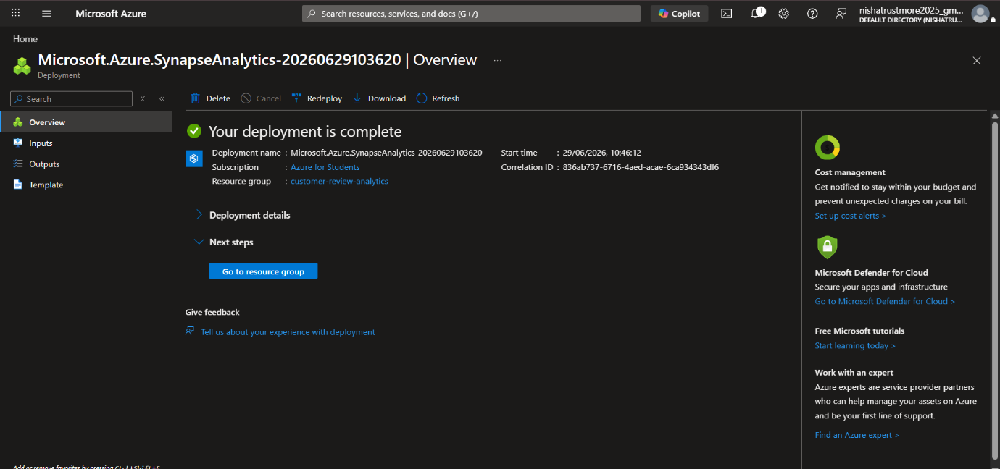 Microsoft Azure
Search resources, services, and docs (G+/)
Copilot
1
nishatrustmore2025_gm...
DEFAULT DIRECTORY (NISHATRU...
Home
Microsoft.Azure.SynapseAnalytics-20260629103620 | Overview ...
Deployment
Search
Overview
Inputs
Outputs
Template
Delete Cancel Redeploy Download Refresh
Your deployment is complete
Deployment name : Microsoft.Azure.SynapseAnalytics-20260629103620
Subscription : Azure for Students
Resource group : customer-review-analytics
Start time : 29/06/2026, 10:46:12
Correlation ID : 836ab737-6716-4aed-acae-6ca934343df6
Deployment details
Next steps
Go to resource group
Give feedback
Tell us about your experience with deployment
Cost management
Get notified to stay within your budget and
prevent unexpected charges on your bill.
Set up cost alerts >
Microsoft Defender for Cloud
Secure your apps and infrastructure
Go to Microsoft Defender for Cloud >
Free Microsoft tutorials
Start learning today >
Work with an expert
Azure experts are service provider partners
who can help manage your assets on Azure
and be your first line of support.
Find an Azure expert >
Add or remove favorites by pressing Ctrl+Shift+F